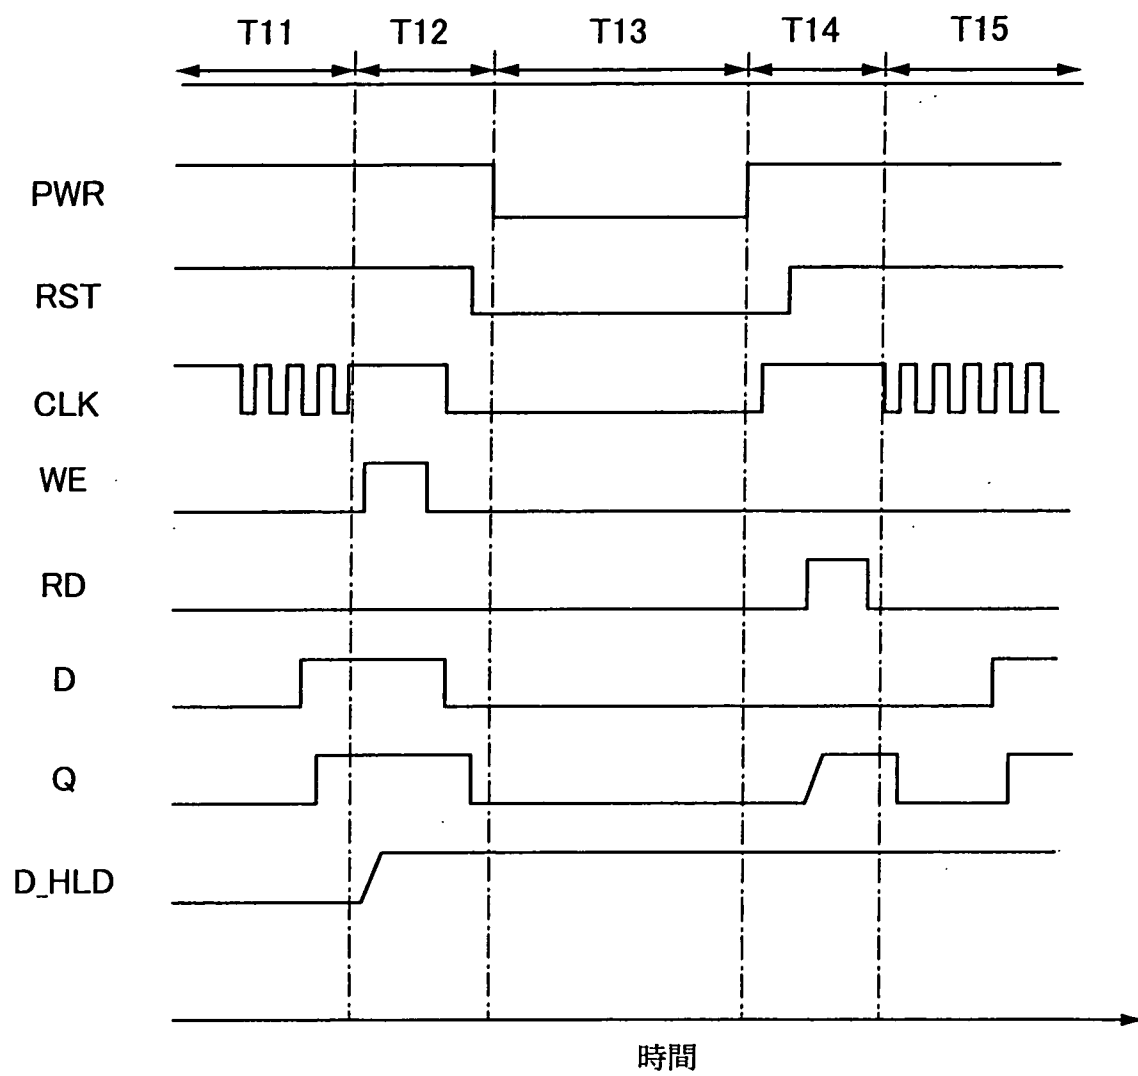 T11 T12 T13 T14 T15
PWR
RST
CLK
WE
RD
D
Q
D_HLD
時間